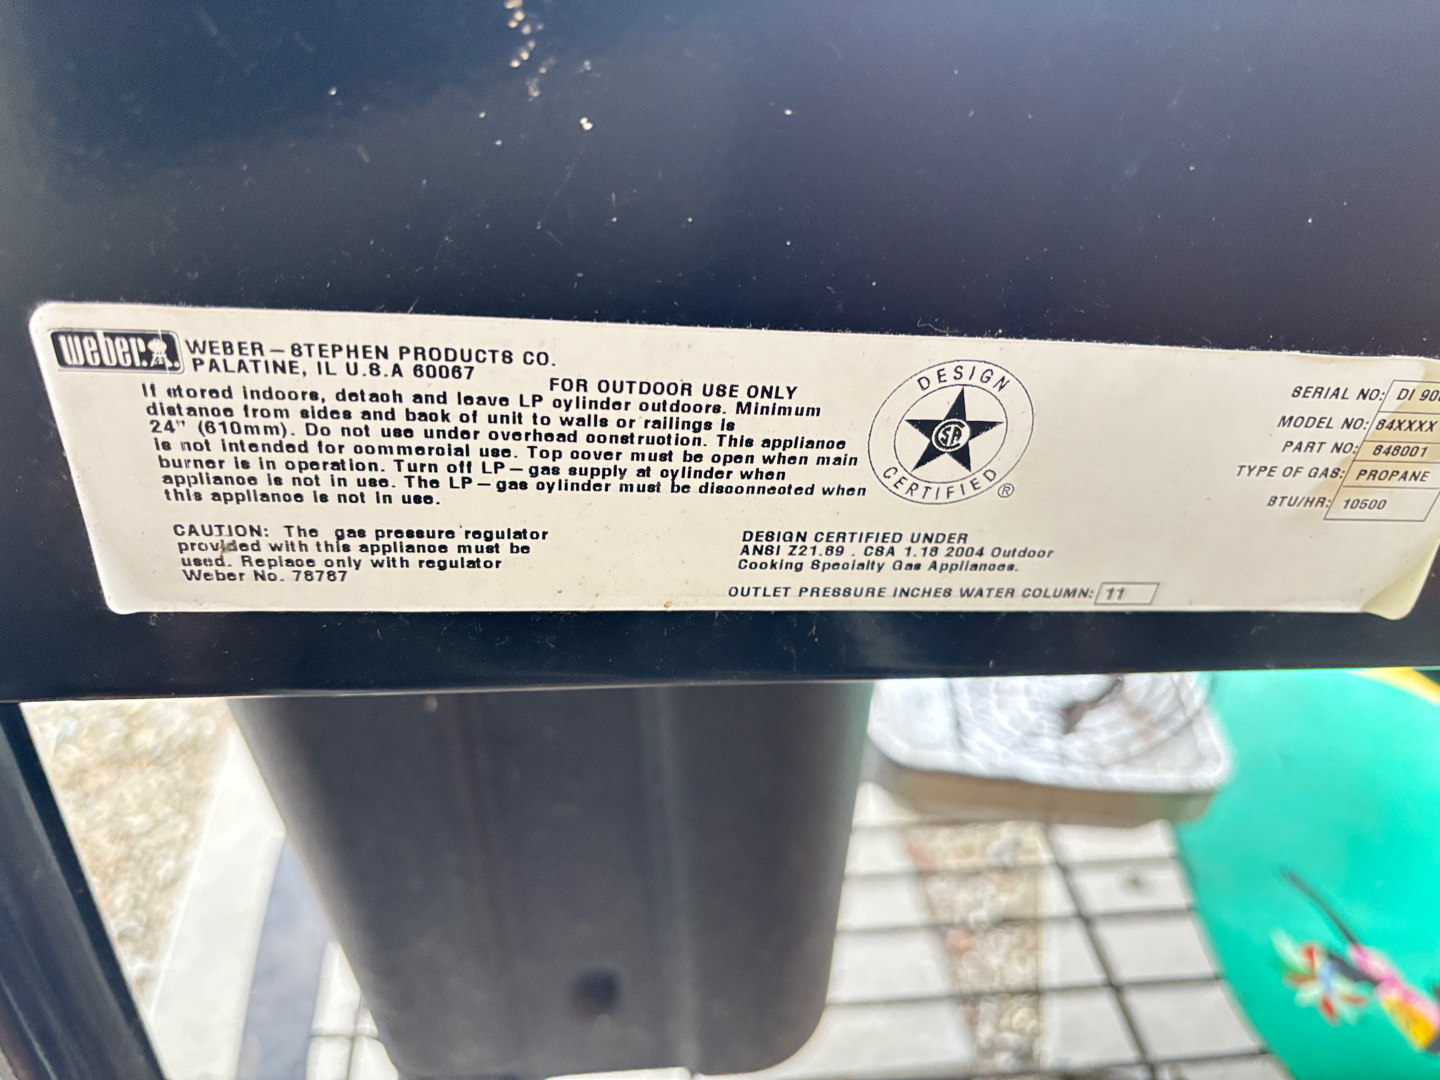 weber.
WEBER-STEPHEN PRODUCTS CO.
PALATINE, IL U.S.A 60067
FOR OUTDOOR USE ONLY
If stored indoors, detach and leave LP cylinder outdoors. Minimum
distance from sides and back of unit to walls or railings is
24" (610mm). Do not use under overhead construction. This appliance
is not intended for commercial use. Top cover must be open when main
burner is in operation. Turn off LP-gas supply at cylinder when
appliance is not in use. The LP-gas cylinder must be disconnected when
this appliance is not in use.
CAUTION: The gas pressure regulator
provided with this appliance must be
used. Replace only with regulator
Weber No. 78787
DESIGN
CSA
CERTIFIED ®
DESIGN CERTIFIED UNDER
ANSI Z21.89 . CSA 1.18 2004 Outdoor
Cooking Specialty Gas Appliances.
OUTLET PRESSURE INCHES WATER COLUMN: 11
SERIAL NO: DI 90
MODEL NO: 84XXXX
PART NO: 848001
TYPE OF GAS: PROPANE
BTU/HR: 10500